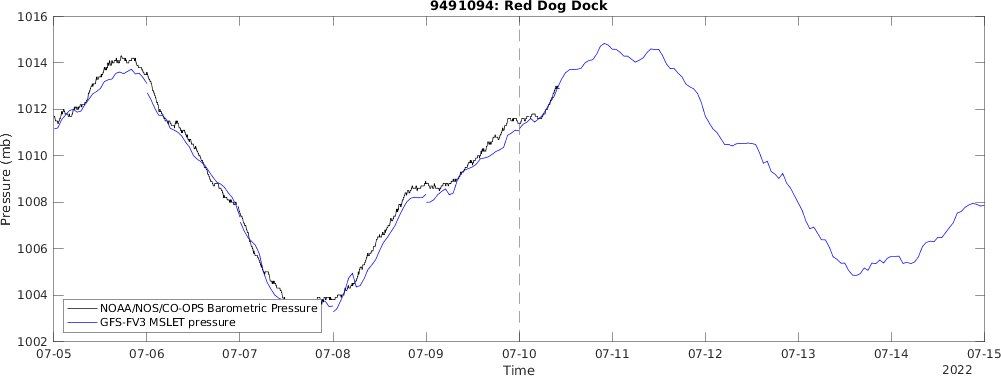 9491094: Red Dog Dock
1016
1014
1012
1010
1008
1006
1004
1002
Pressure (mb)
NOAA/NOS/CO-OPS Barometric Pressure
GFS-FV3 MSLET pressure
07-05 07-06 07-07 07-08 07-09 07-10 07-11 07-12 07-13 07-14 07-15
Time
2022